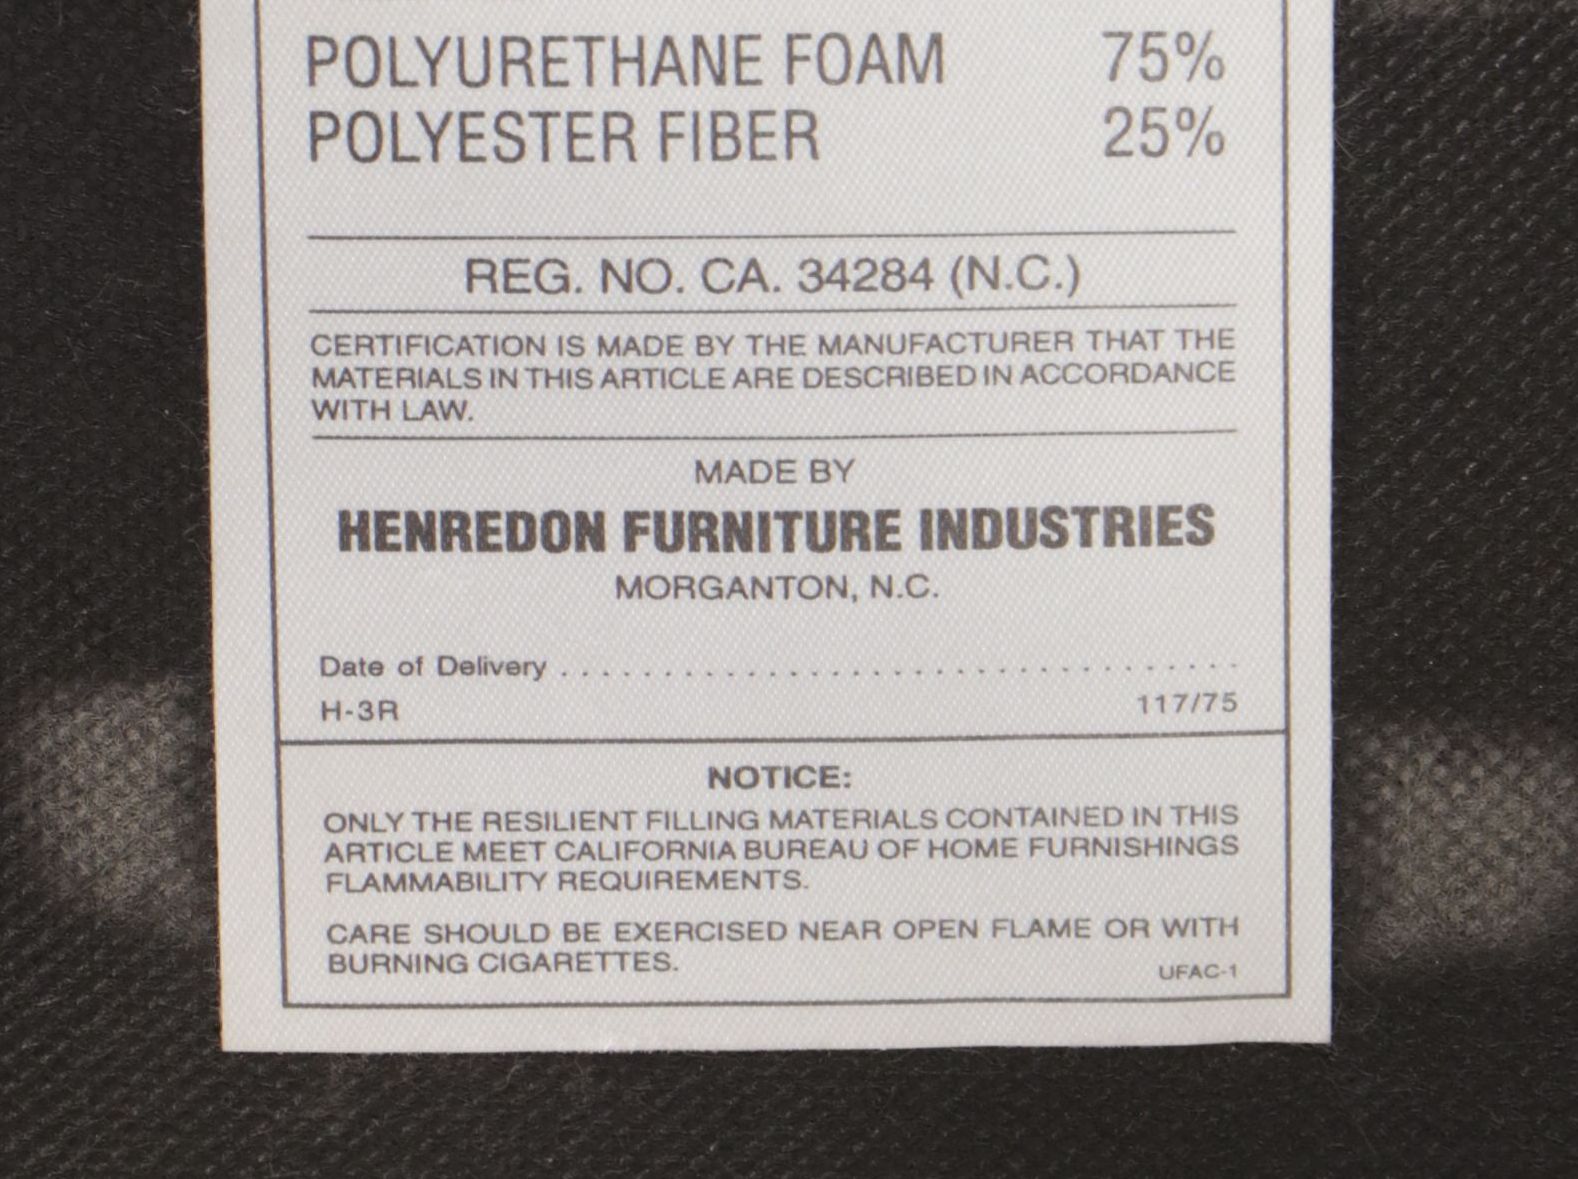 POLYURETHANE FOAM 75%
POLYESTER FIBER 25%
REG. NO. CA. 34284 (N.C.)
CERTIFICATION IS MADE BY THE MANUFACTURER THAT THE
MATERIALS IN THIS ARTICLE ARE DESCRIBED IN ACCORDANCE
WITH LAW.
MADE BY
HENREDON FURNITURE INDUSTRIES
MORGANTON, N.C.
Date of Delivery ..................................
H-3R 117/75
NOTICE:
ONLY THE RESILIENT FILLING MATERIALS CONTAINED IN THIS
ARTICLE MEET CALIFORNIA BUREAU OF HOME FURNISHINGS
FLAMMABILITY REQUIREMENTS.
CARE SHOULD BE EXERCISED NEAR OPEN FLAME OR WITH
BURNING CIGARETTES.
UFAC-1